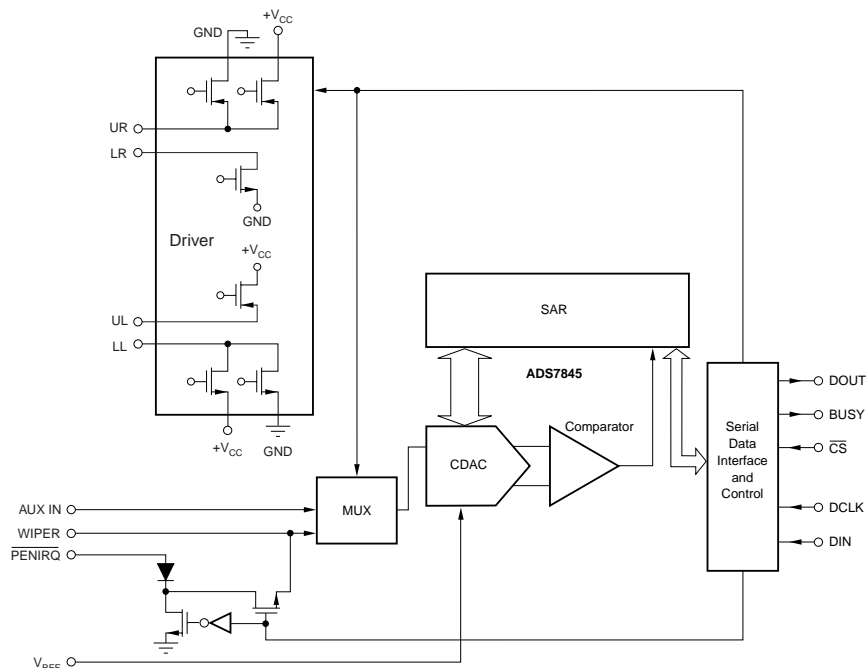 GND
+VCC
UR
LR
GND
Driver
+VCC
UL
LL
+VCC
GND
SAR
ADS7845
Comparator
CDAC
MUX
Serial
Data
Interface
and
Control
DOUT
BUSY
CS
DCLK
DIN
AUX IN
WIPER
PENIRQ
VREF